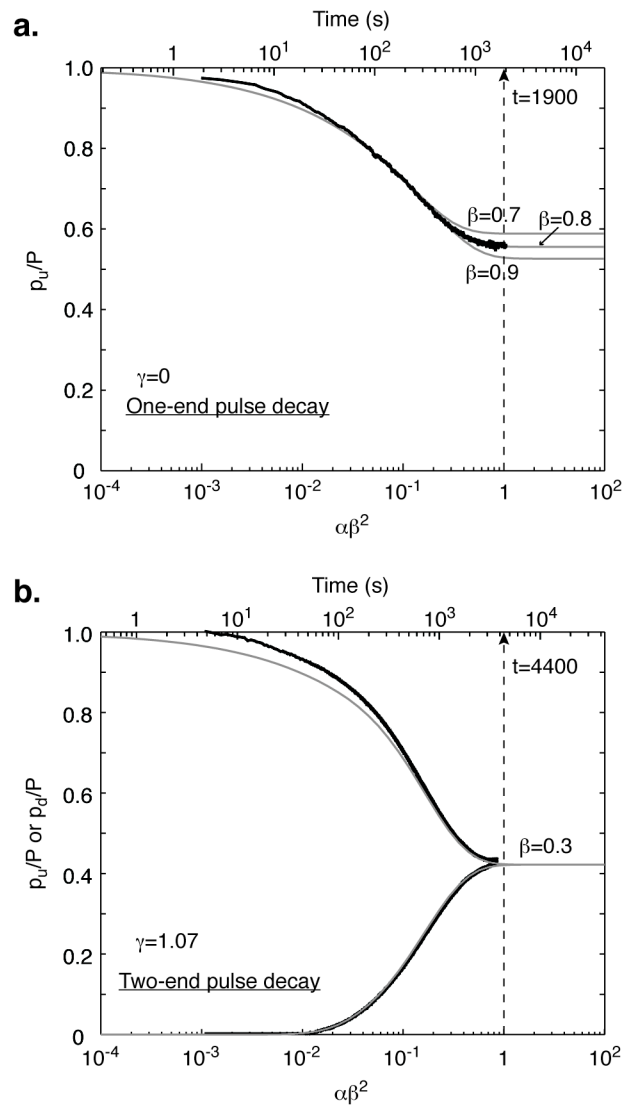 a.
Time (s)
1 10¹ 10² 10³ 10⁴
1.0
0.8
0.6
0.4
0.2
0
pᵤ/P
t=1900
β=0.7
β=0.8
β=0.9
γ=0
One-end pulse decay
10⁻⁴ 10⁻³ 10⁻² 10⁻¹ 1 10²
αβ²
b.
Time (s)
1 10¹ 10² 10³ 10⁴
1.0
0.8
0.6
0.4
0.2
0
pᵤ/P or p_d/P
t=4400
β=0.3
γ=1.07
Two-end pulse decay
10⁻⁴ 10⁻³ 10⁻² 10⁻¹ 1 10²
αβ²